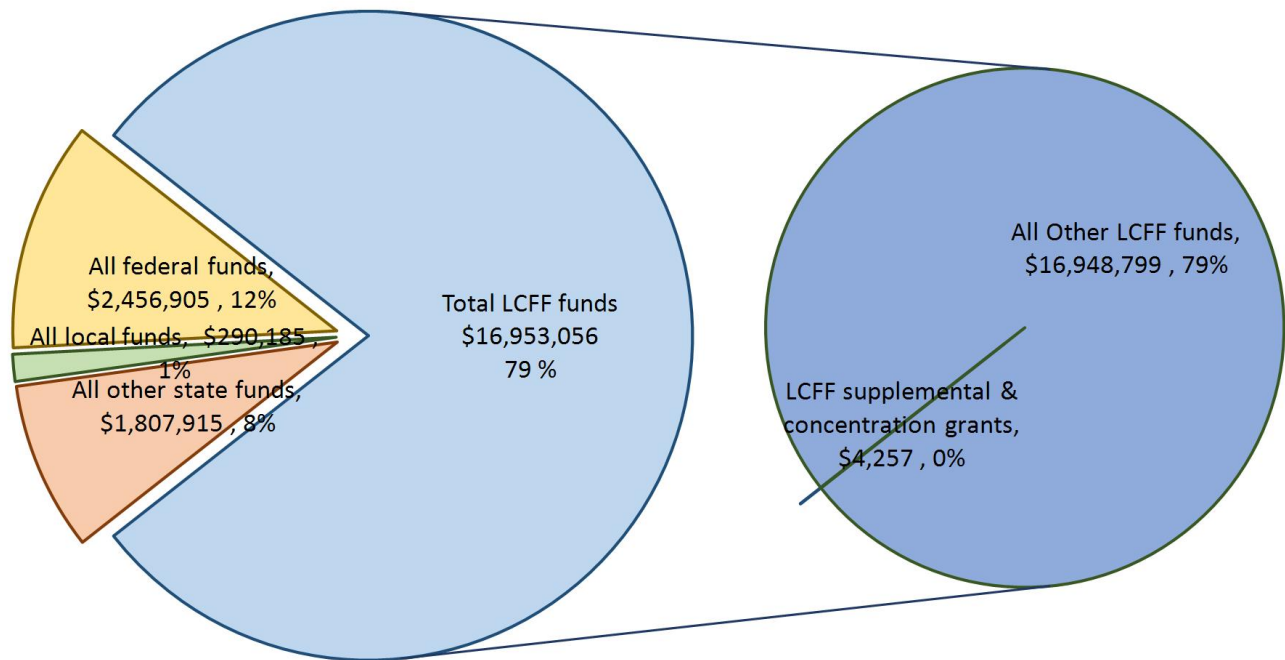 All federal funds,
$2,456,905 , 12%
All local funds, $290,185 ,
1%
All other state funds,
$1,807,915 , 8%
Total LCFF funds
$16,953,056
79 %
All Other LCFF funds,
$16,948,799 , 79%
LCFF supplemental &
concentration grants,
$4,257 , 0%